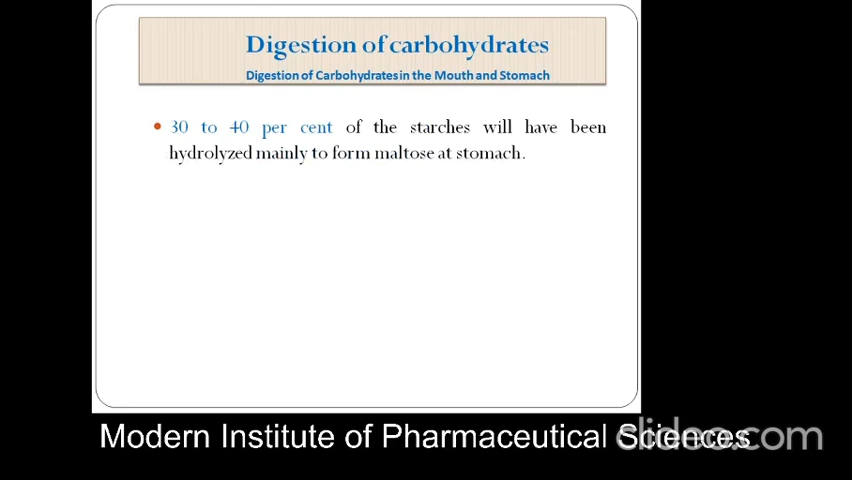 Digestion of carbohydrates
Digestion of Carbohydrates in the Mouth and Stomach
• 30 to 40 per cent of the starches will have been
hydrolyzed mainly to form maltose at stomach.
Modern Institute of Pharmaceutical Sciences
clideo.com